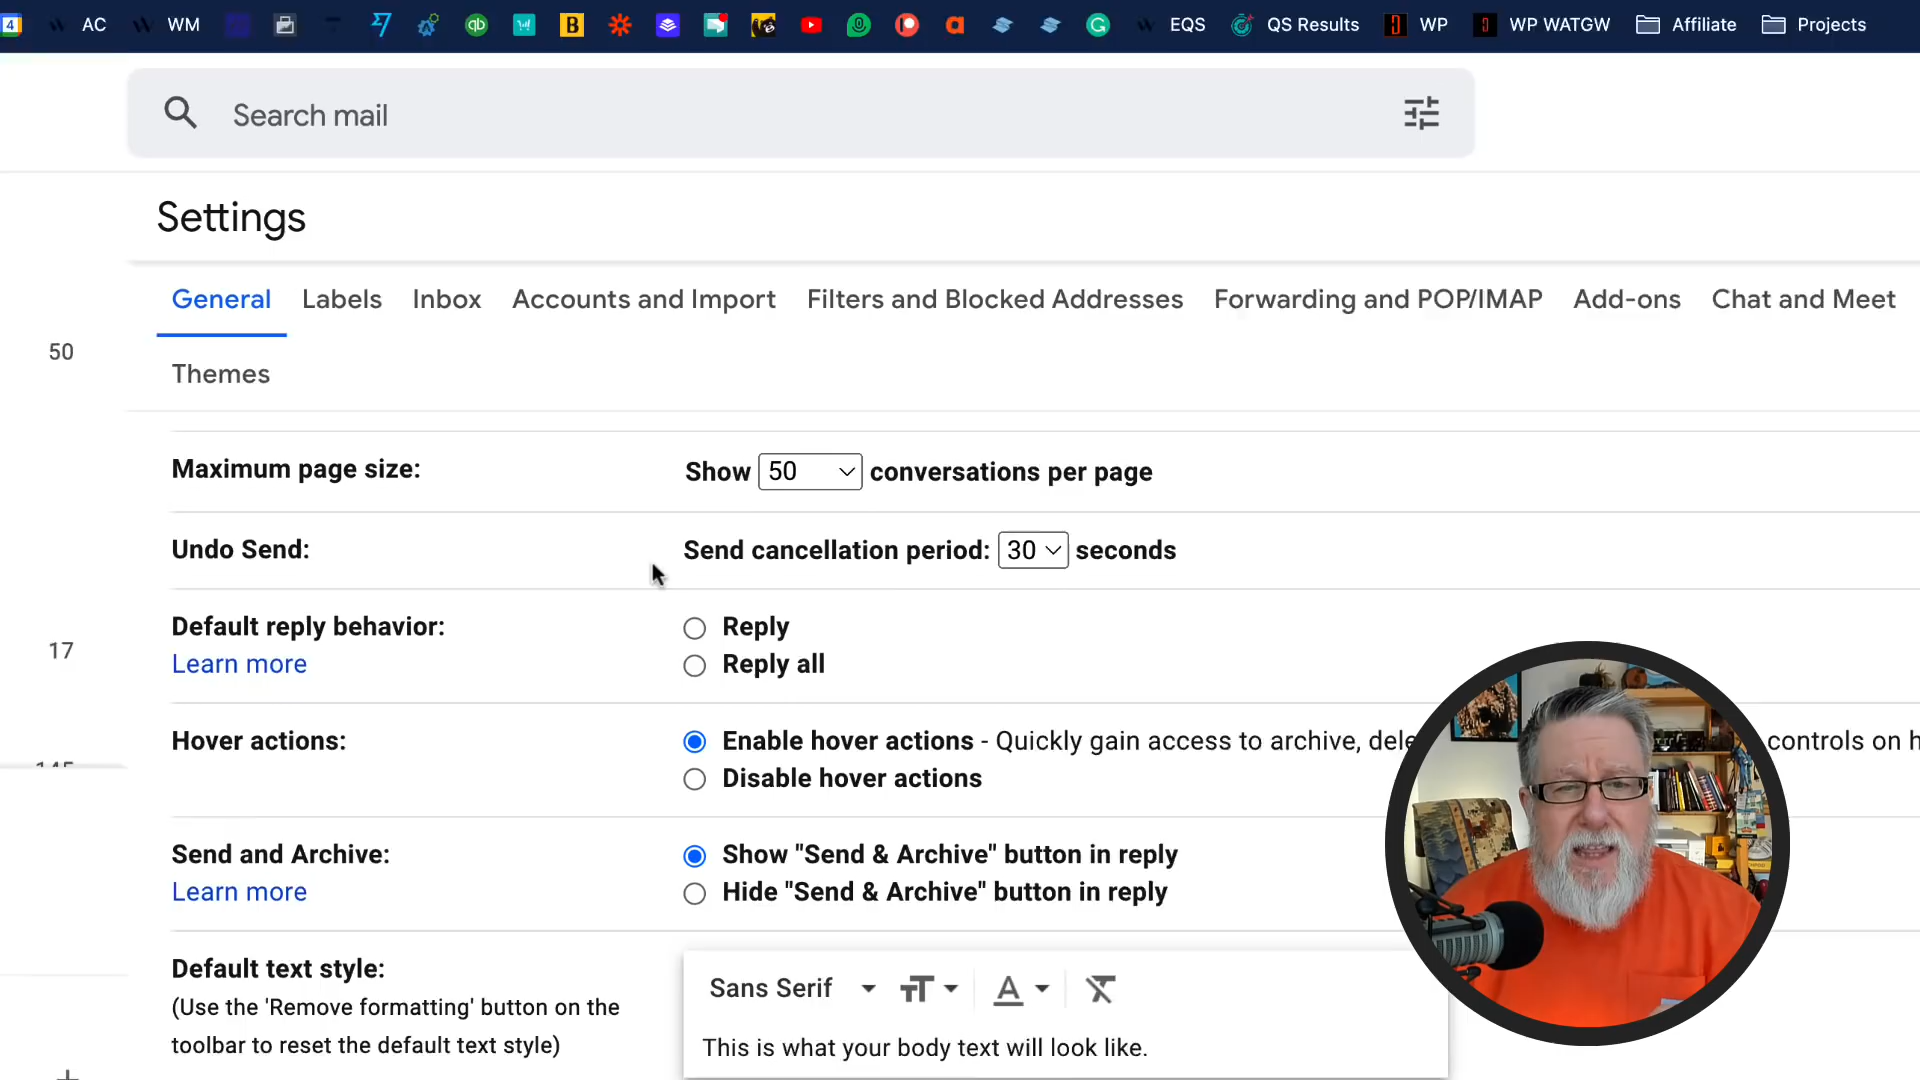 4 AC WM EQS QS Results WP WP WATGW Affiliate Projects
Search mail
Settings
General Labels Inbox Accounts and Import Filters and Blocked Addresses Forwarding and POP/IMAP Add-ons Chat and Meet
50
Themes
Maximum page size: Show 50 conversations per page
Undo Send: Send cancellation period: 30 seconds
Default reply behavior: Reply
17
Learn more Reply all
Hover actions: Enable hover actions - Quickly gain access to archive, dele controls on h
Disable hover actions
Send and Archive: Show "Send & Archive" button in reply
Learn more Hide "Send & Archive" button in reply
Default text style:
Sans Serif
(Use the 'Remove formatting' button on the
toolbar to reset the default text style)
This is what your body text will look like.